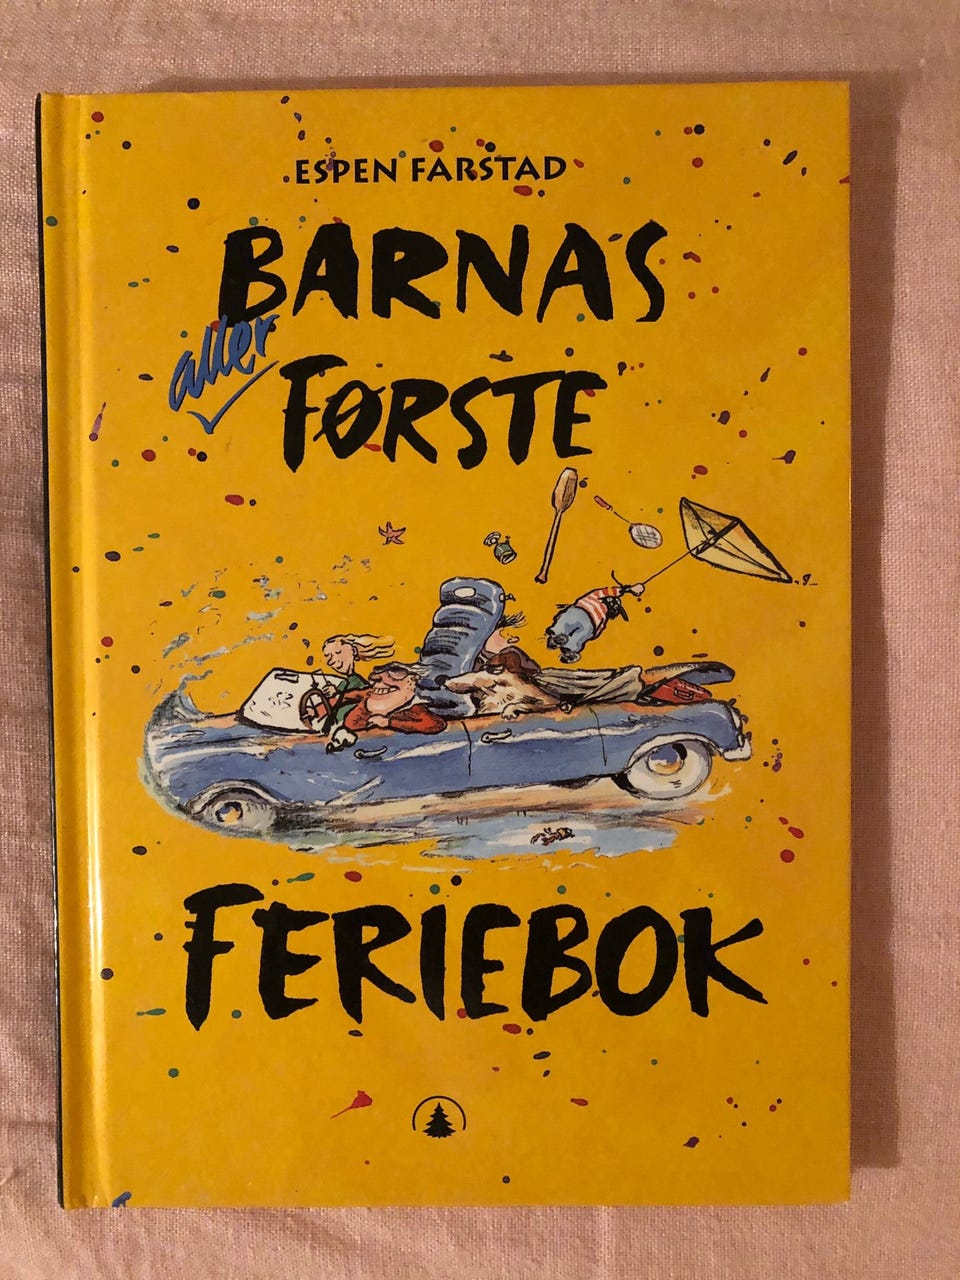 ESPEN FARSTAD
BARNAS
aller
FØRSTE
FERIEBOK